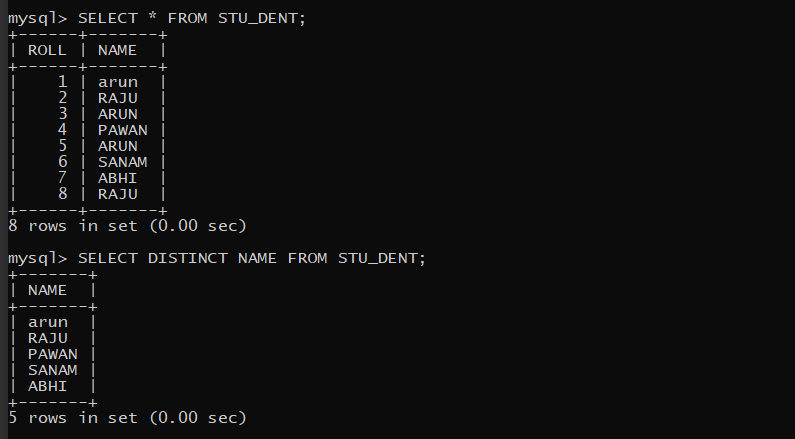 mysql> SELECT * FROM STU_DENT;
+------+-------+
| ROLL | NAME  |
+------+-------+
|    1 | arun  |
|    2 | RAJU  |
|    3 | ARUN  |
|    4 | PAWAN |
|    5 | ARUN  |
|    6 | SANAM |
|    7 | ABHI  |
|    8 | RAJU  |
+------+-------+
8 rows in set (0.00 sec)

mysql> SELECT DISTINCT NAME FROM STU_DENT;
+-------+
| NAME  |
+-------+
| arun  |
| RAJU  |
| PAWAN |
| SANAM |
| ABHI  |
+-------+
5 rows in set (0.00 sec)